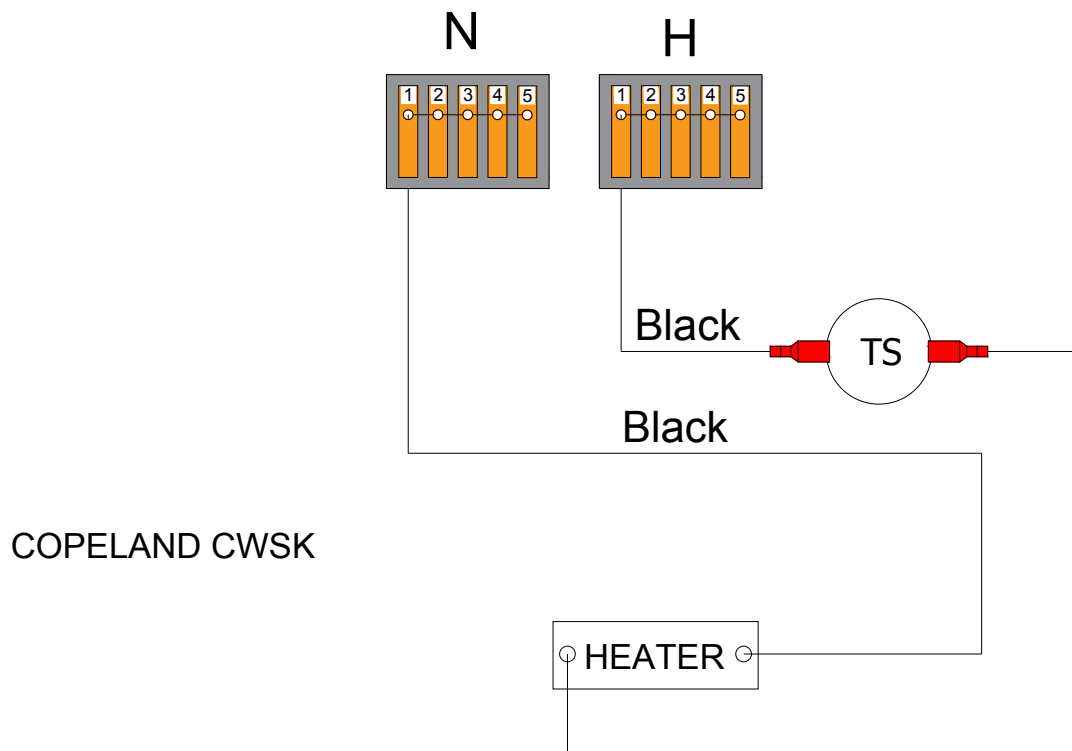 N H
1 2 3 4 5 1 2 3 4 5
Black
TS
Black
COPELAND CWSK
HEATER